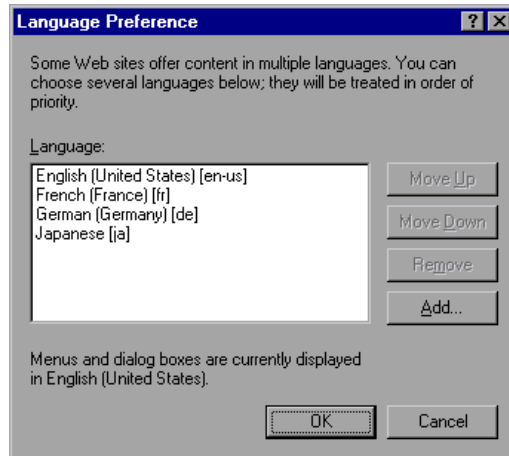 Language Preference
Some Web sites offer content in multiple languages. You can
choose several languages below; they will be treated in order of
priority.
Language:
English (United States) [en-us]
French (France) [fr]
German (Germany) [de]
Japanese [ja]
Move Up
Move Down
Remove
Add...
Menus and dialog boxes are currently displayed
in English (United States).
OK
Cancel